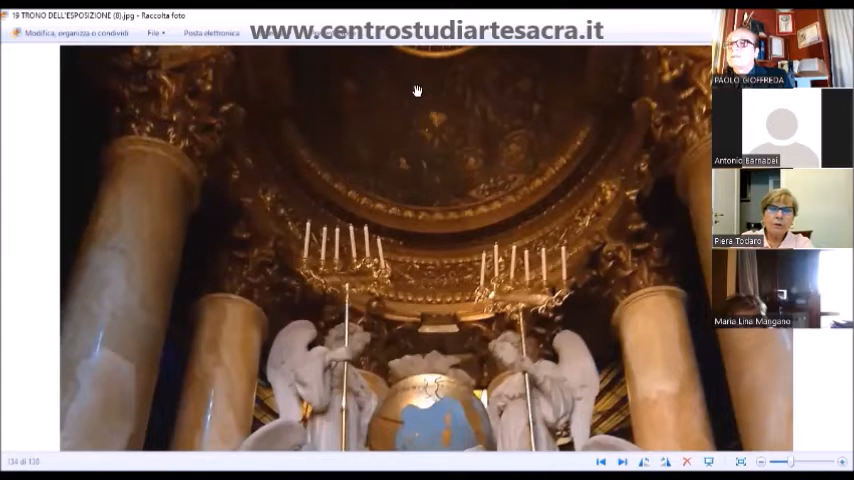 19 TRONO DELL'ESPOSIZIONE (8).jpg - Raccolta foto
www.centrostudiartesacra.it
Modifica, organizza o condividi
File
Posta elettronica
PAOLO GIOFFREDA
Antonio Barnabei
Piera Todaro
Maria Lina Mangano
134 di 138